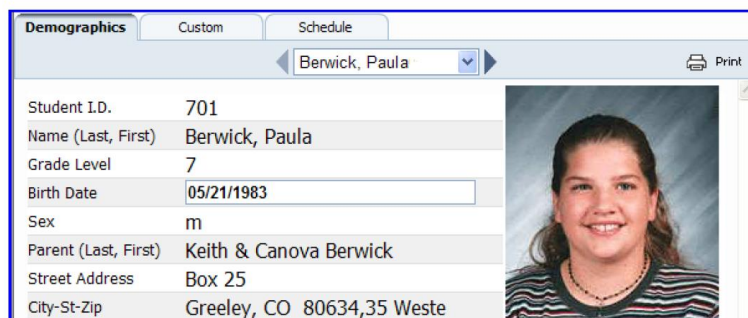 Demographics Custom Schedule
Berwick, Paula Print
Student I.D. 701
Name (Last, First) Berwick, Paula
Grade Level 7
Birth Date 05/21/1983
Sex m
Parent (Last, First) Keith & Canova Berwick
Street Address Box 25
City-St-Zip Greeley, CO 80634,35 Weste